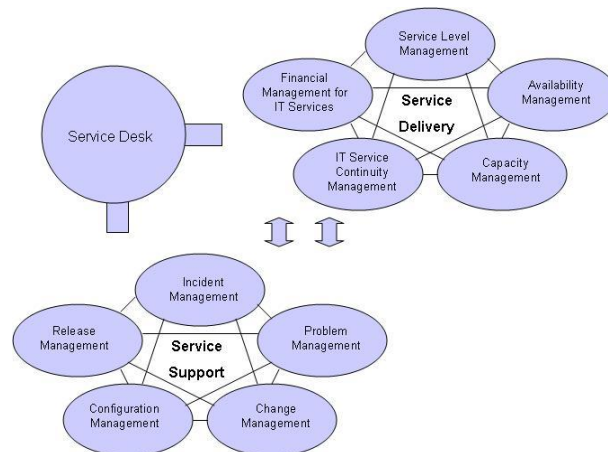 Service Level
Management
Financial
Management for
IT Services
Service
Delivery
Availability
Management
Service Desk
IT Service
Continuity
Management
Capacity
Management
Incident
Management
Release
Management
Service
Support
Problem
Management
Configuration
Management
Change
Management